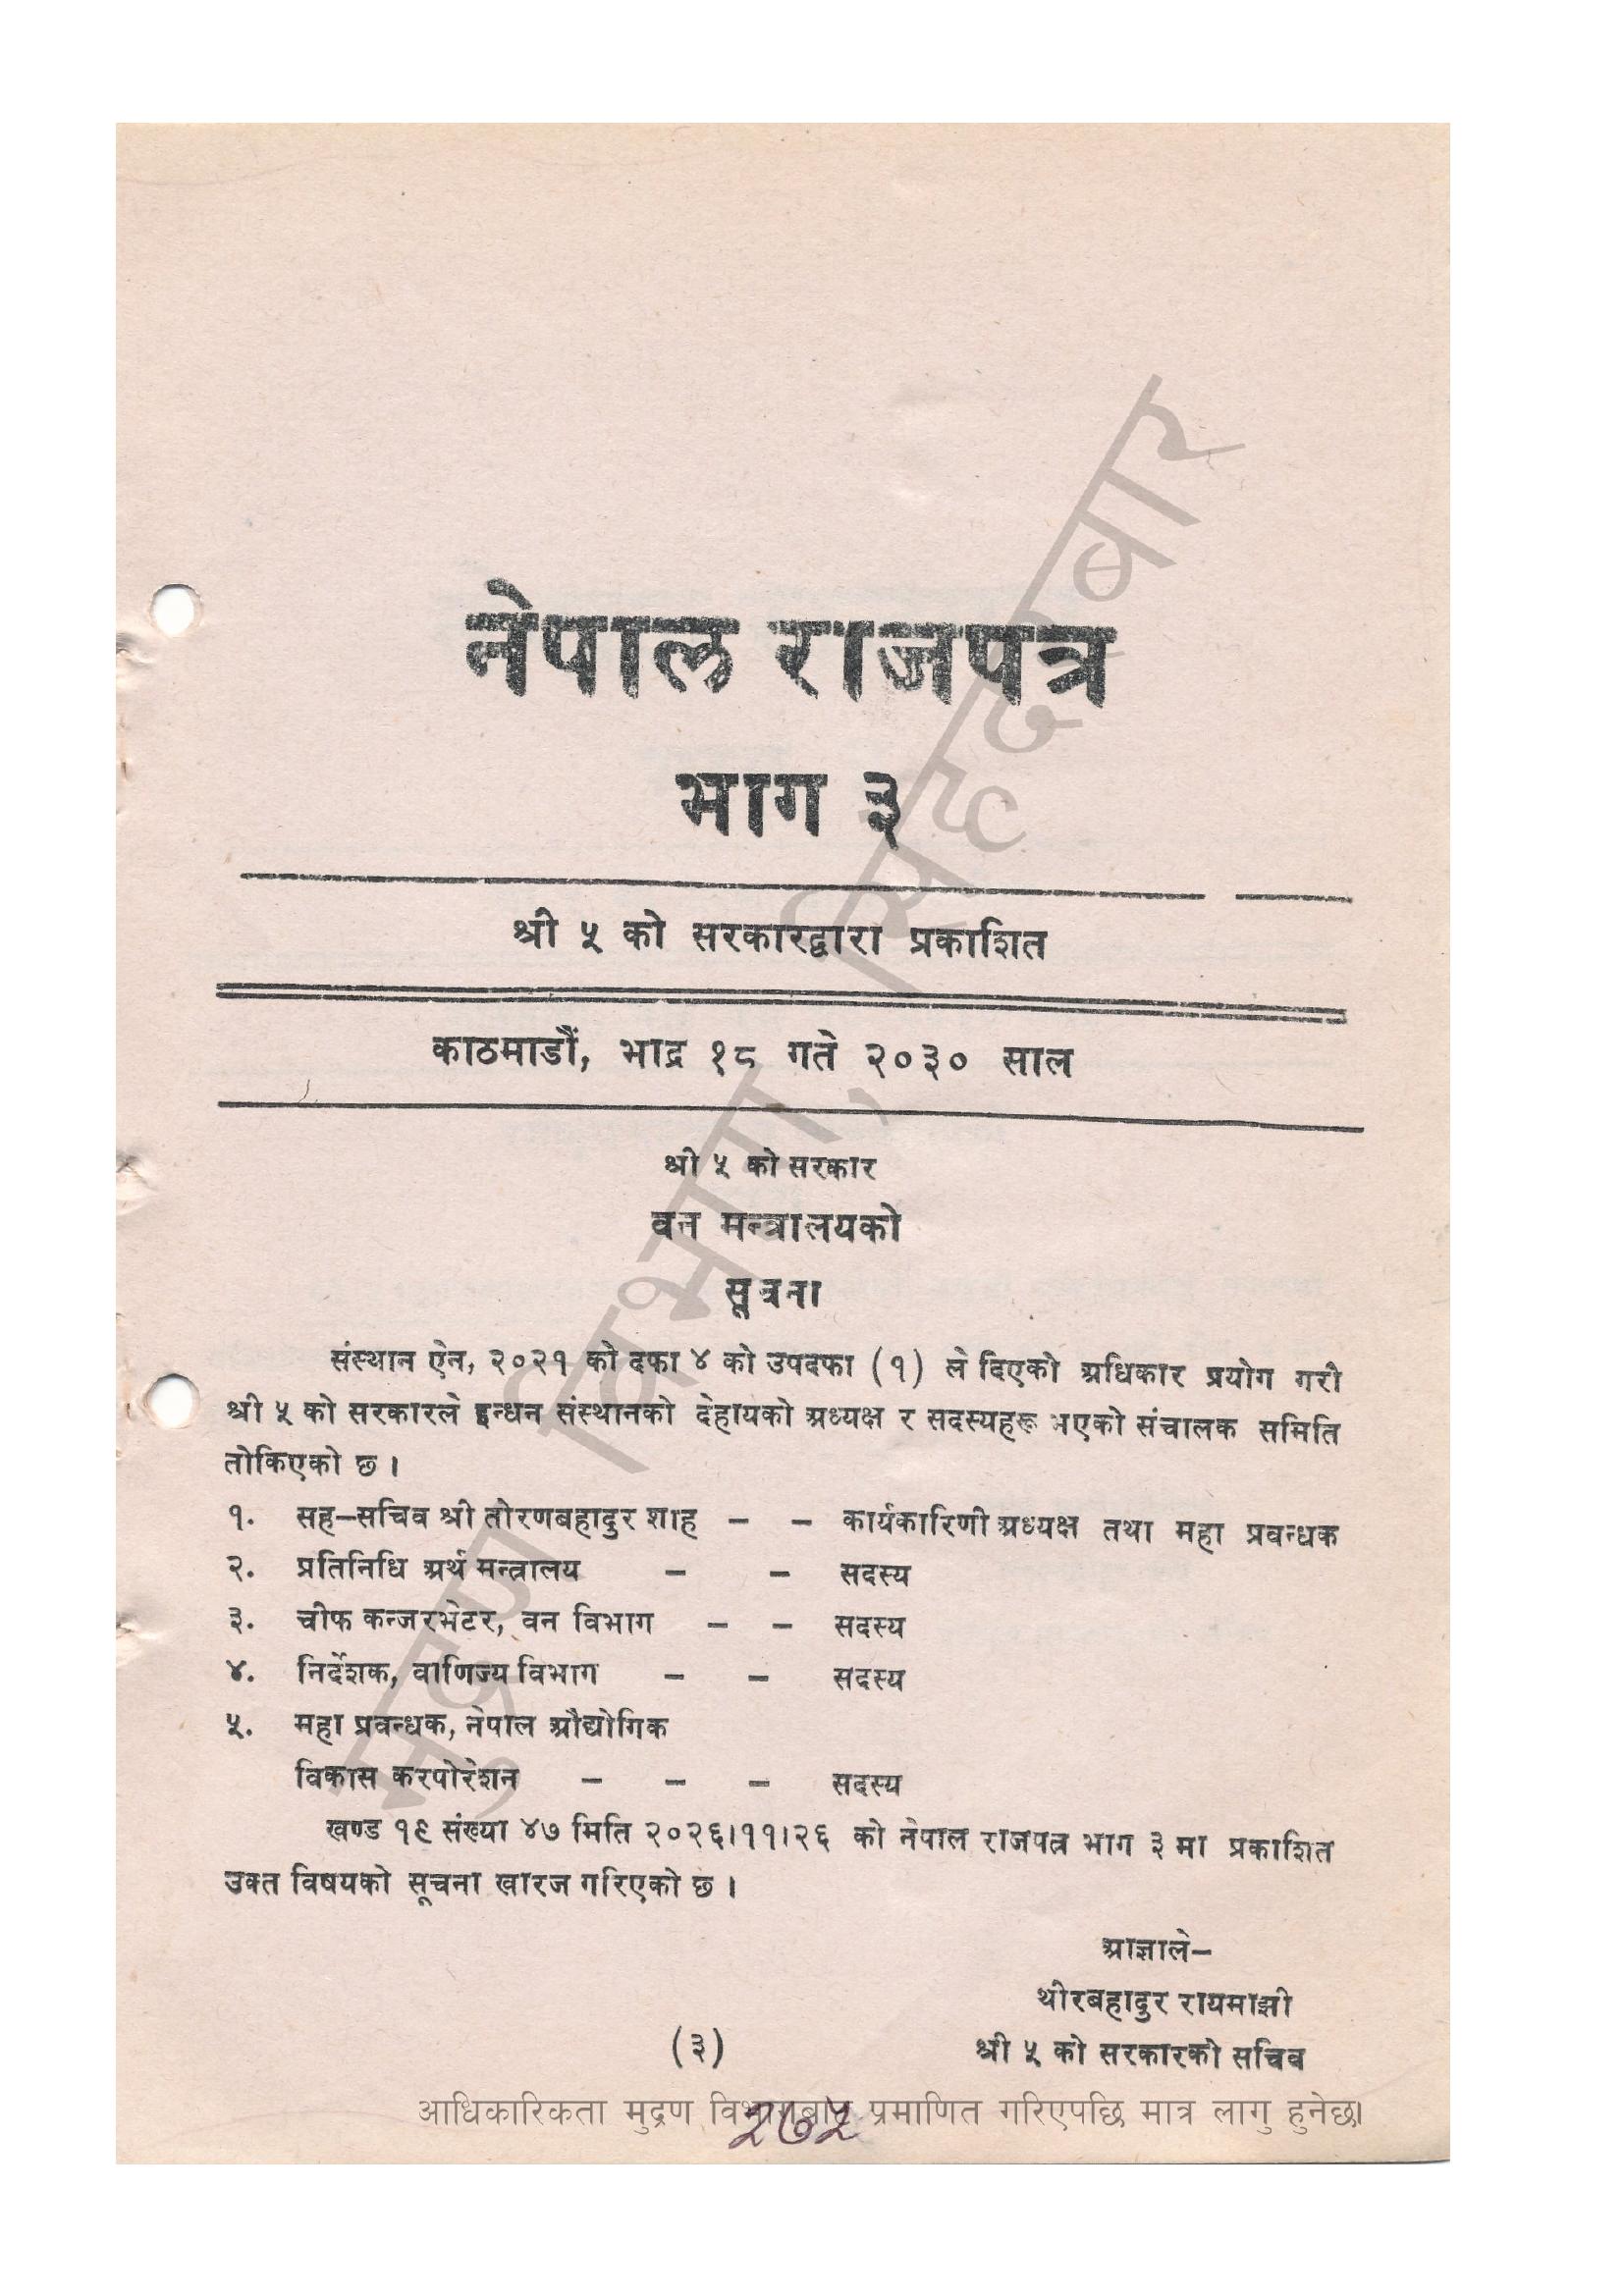 नेपाल राजपत्र
भाग ३
श्री ५ को सरकारद्वारा प्रकाशित
काठमाडौं, भाद्र १८ गते २०३० साल
श्री ५ को सरकार
वन मन्त्रालयको
सूचना
संस्थान ऐन, २०२१ को दफा ४ को उपदफा (१) ले दिएको अधिकार प्रयोग गरी
श्री ५ को सरकारले इन्धन संस्थानको देहायको अध्यक्ष र सदस्यहरू भएको संचालक समिति
तोकिएको छ ।
१. सह–सचिव श्री तोरणबहादुर शाह – – कार्यकारिणी अध्यक्ष तथा महा प्रवन्धक
२. प्रतिनिधि अर्थ मन्त्रालय – – सदस्य
३. चीफ कन्जरभेटर, वन विभाग – – सदस्य
४. निर्देशक, वाणिज्य विभाग – – सदस्य
५. महा प्रवन्धक, नेपाल औद्योगिक
विकास करपोरेशन – – – सदस्य
खण्ड १९ संख्या ४७ मिति २०२६।११।२६ को नेपाल राजपत्र भाग ३ मा प्रकाशित
उक्त विषयको सूचना खारज गरिएको छ ।
आज्ञाले–
थीरबहादुर रायमाझी
श्री ५ को सरकारको सचिव
(३)
आधिकारिकता मुद्रण विभागबाट प्रमाणित गरिएपछि मात्र लागु हुनेछ।
२७५
मुद्रण विभाग, सिंहदरबार